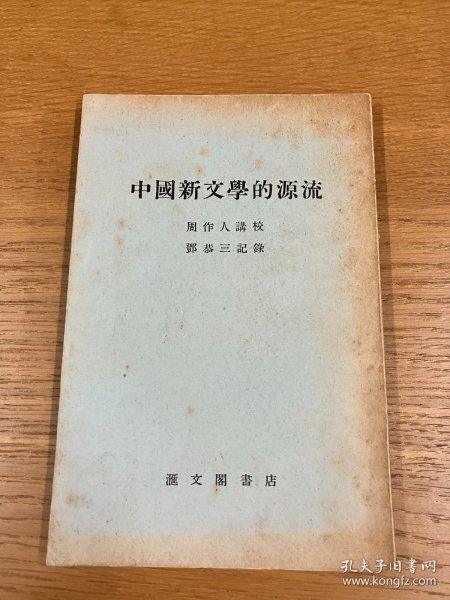 中國新文學的源流
周作人講校
鄧恭三記錄
滙文閣書店
孔夫子旧书网
www.kongfz.com